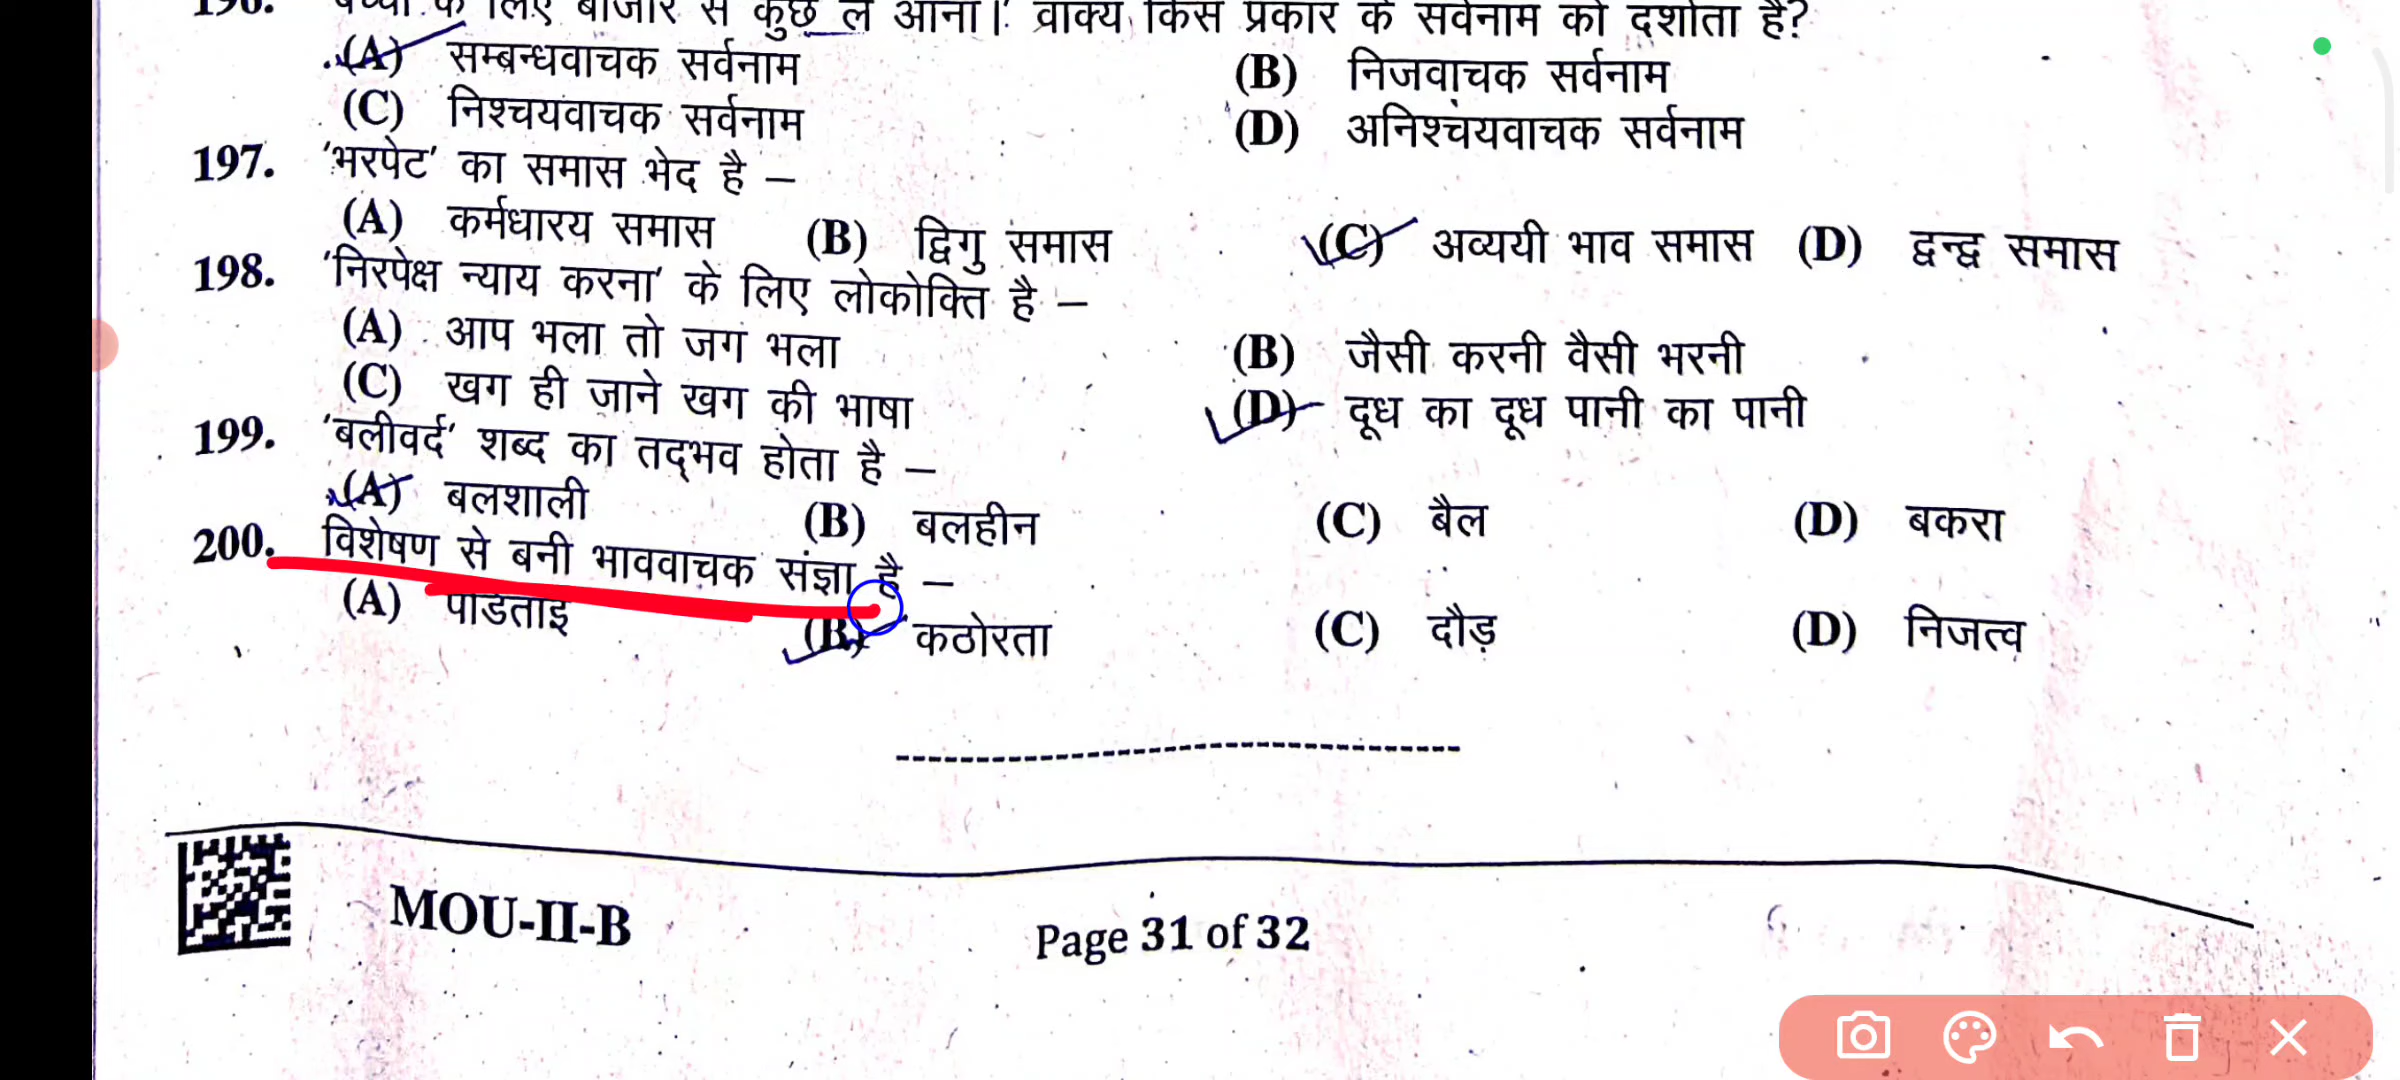 196. बच्चों के लिए बाजार से कुछ ले आना।' वाक्य किस प्रकार के सर्वनाम को दर्शाता है?
(A) सम्बन्धवाचक सर्वनाम (B) निजवाचक सर्वनाम
(C) निश्चयवाचक सर्वनाम (D) अनिश्चयवाचक सर्वनाम
197. 'भरपेट' का समास भेद है –
(A) कर्मधारय समास (B) द्विगु समास (C) अव्ययी भाव समास (D) द्वन्द्व समास
198. 'निरपेक्ष न्याय करना' के लिए लोकोक्ति है –
(A) आप भला तो जग भला (B) जैसी करनी वैसी भरनी
(C) खग ही जाने खग की भाषा (D) दूध का दूध पानी का पानी
199. 'बलीवर्द' शब्द का तद्भव होता है –
(A) बलशाली (B) बलहीन (C) बैल (D) बकरा
200. विशेषण से बनी भाववाचक संज्ञा है –
(A) पंडिताई (B) कठोरता (C) दौड़ (D) निजत्व
MOU-II-B Page 31 of 32